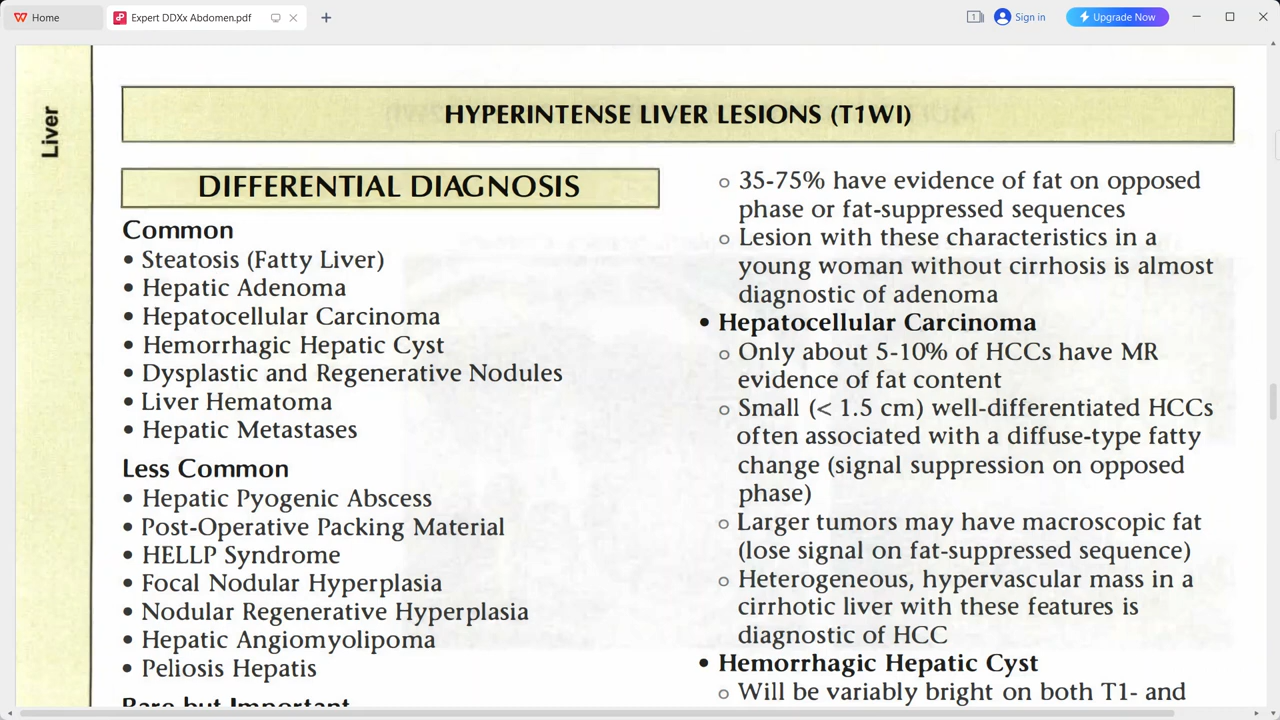 Home
Expert DDXx Abdomen.pdf
1
Sign in
Upgrade Now
Liver
HYPERINTENSE LIVER LESIONS (T1WI)
DIFFERENTIAL DIAGNOSIS
Common
• Steatosis (Fatty Liver)
• Hepatic Adenoma
• Hepatocellular Carcinoma
• Hemorrhagic Hepatic Cyst
• Dysplastic and Regenerative Nodules
• Liver Hematoma
• Hepatic Metastases
Less Common
• Hepatic Pyogenic Abscess
• Post-Operative Packing Material
• HELLP Syndrome
• Focal Nodular Hyperplasia
• Nodular Regenerative Hyperplasia
• Hepatic Angiomyolipoma
• Peliosis Hepatis
Rare but Important
○ 35-75% have evidence of fat on opposed
phase or fat-suppressed sequences
○ Lesion with these characteristics in a
young woman without cirrhosis is almost
diagnostic of adenoma
• Hepatocellular Carcinoma
○ Only about 5-10% of HCCs have MR
evidence of fat content
○ Small (< 1.5 cm) well-differentiated HCCs
often associated with a diffuse-type fatty
change (signal suppression on opposed
phase)
○ Larger tumors may have macroscopic fat
(lose signal on fat-suppressed sequence)
○ Heterogeneous, hypervascular mass in a
cirrhotic liver with these features is
diagnostic of HCC
• Hemorrhagic Hepatic Cyst
○ Will be variably bright on both T1- and